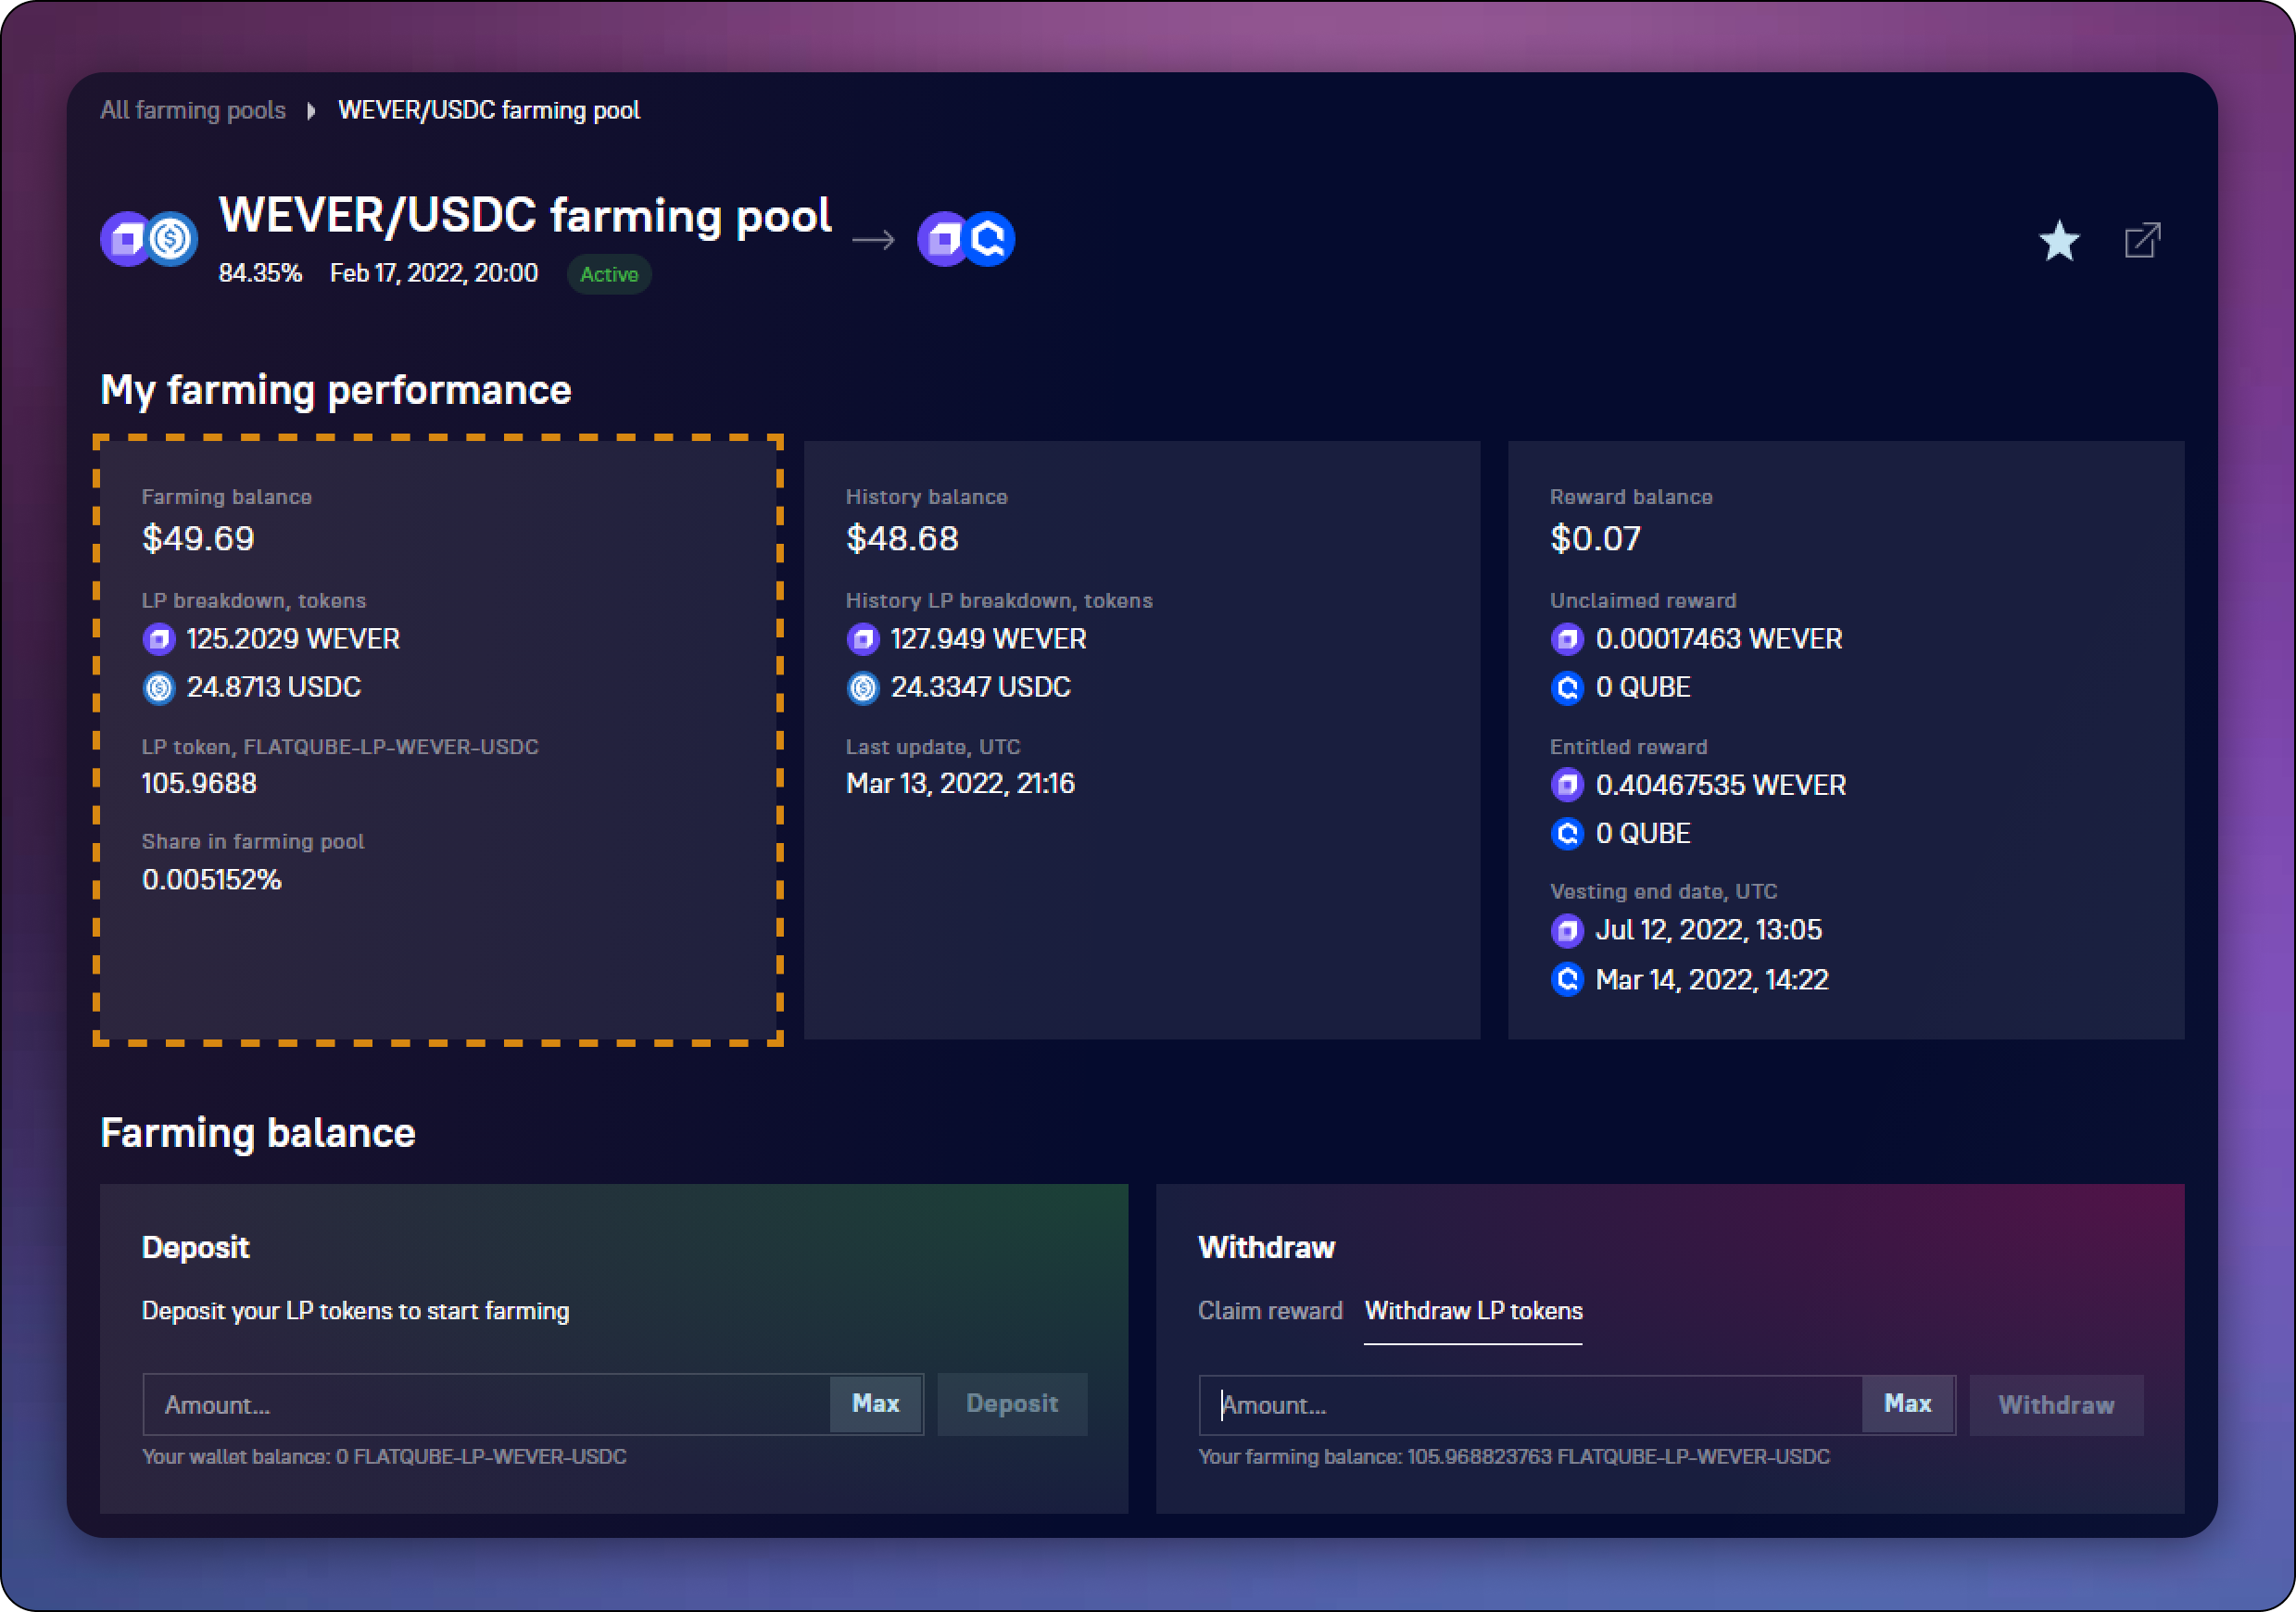 All farming pools WEVER/USDC farming pool
WEVER/USDC farming pool
84.35% Feb 17, 2022, 20:00 Active
My farming performance
Farming balance
$49.69
LP breakdown, tokens
125.2029 WEVER
24.8713 USDC
LP token, FLATQUBE-LP-WEVER-USDC
105.9688
Share in farming pool
0.005152%
History balance
$48.68
History LP breakdown, tokens
127.949 WEVER
24.3347 USDC
Last update, UTC
Mar 13, 2022, 21:16
Reward balance
$0.07
Unclaimed reward
0.00017463 WEVER
0 QUBE
Entitled reward
0.40467535 WEVER
0 QUBE
Vesting end date, UTC
Jul 12, 2022, 13:05
Mar 14, 2022, 14:22
Farming balance
Deposit
Deposit your LP tokens to start farming
Amount... Max Deposit
Your wallet balance: 0 FLATQUBE-LP-WEVER-USDC
Withdraw
Claim reward Withdraw LP tokens
Amount... Max Withdraw
Your farming balance: 105.968823763 FLATQUBE-LP-WEVER-USDC